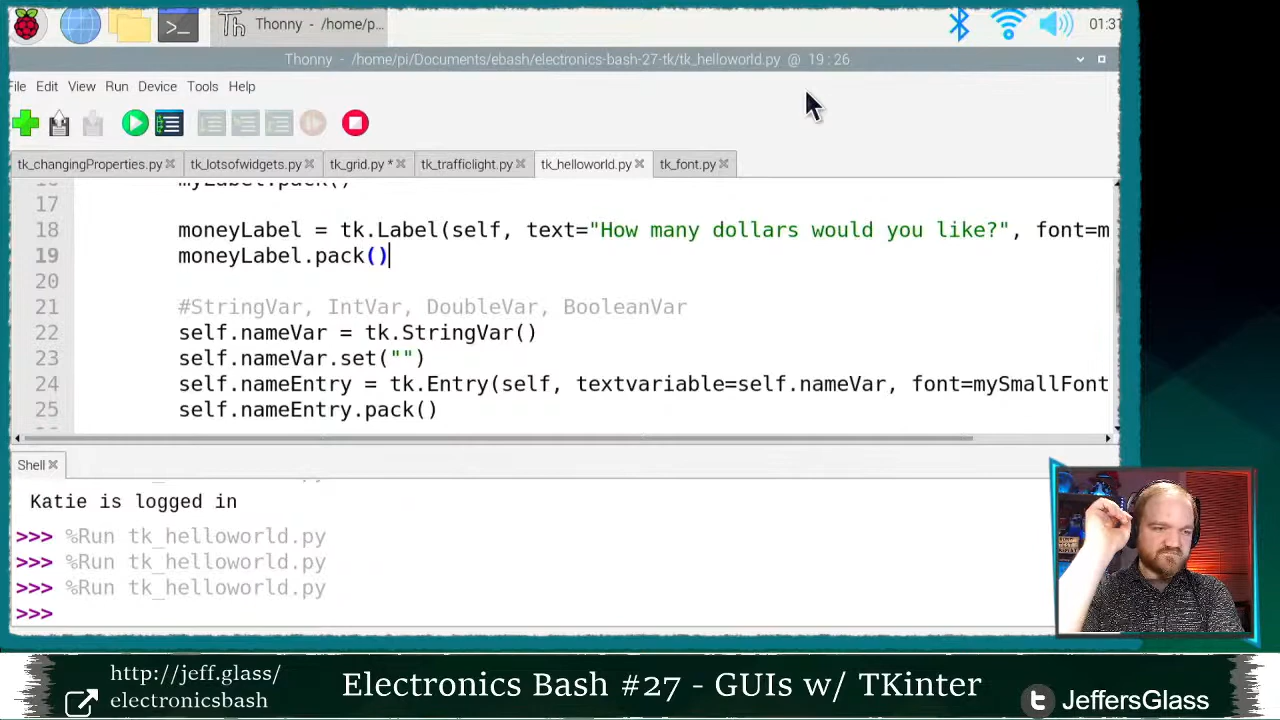 Thonny - /home/p...
01:31
Thonny - /home/pi/Documents/ebash/electronics-bash-27-tk/tk_helloworld.py @ 19 : 26
File Edit View Run Device Tools Help
tk_changingProperties.py tk_lotsofwidgets.py tk_grid.py * tk_trafficlight.py tk_helloworld.py tk_font.py
16 myLabel.pack()
17
18 moneyLabel = tk.Label(self, text="How many dollars would you like?", font=m
19 moneyLabel.pack()
20
21 #StringVar, IntVar, DoubleVar, BooleanVar
22 self.nameVar = tk.StringVar()
23 self.nameVar.set("")
24 self.nameEntry = tk.Entry(self, textvariable=self.nameVar, font=mySmallFont
25 self.nameEntry.pack()
Shell
Katie is logged in
>>> %Run tk_helloworld.py
>>> %Run tk_helloworld.py
>>> %Run tk_helloworld.py
>>>
http://jeff.glass/
electronicsbash
Electronics Bash #27 - GUIs w/ TKinter
JeffersGlass